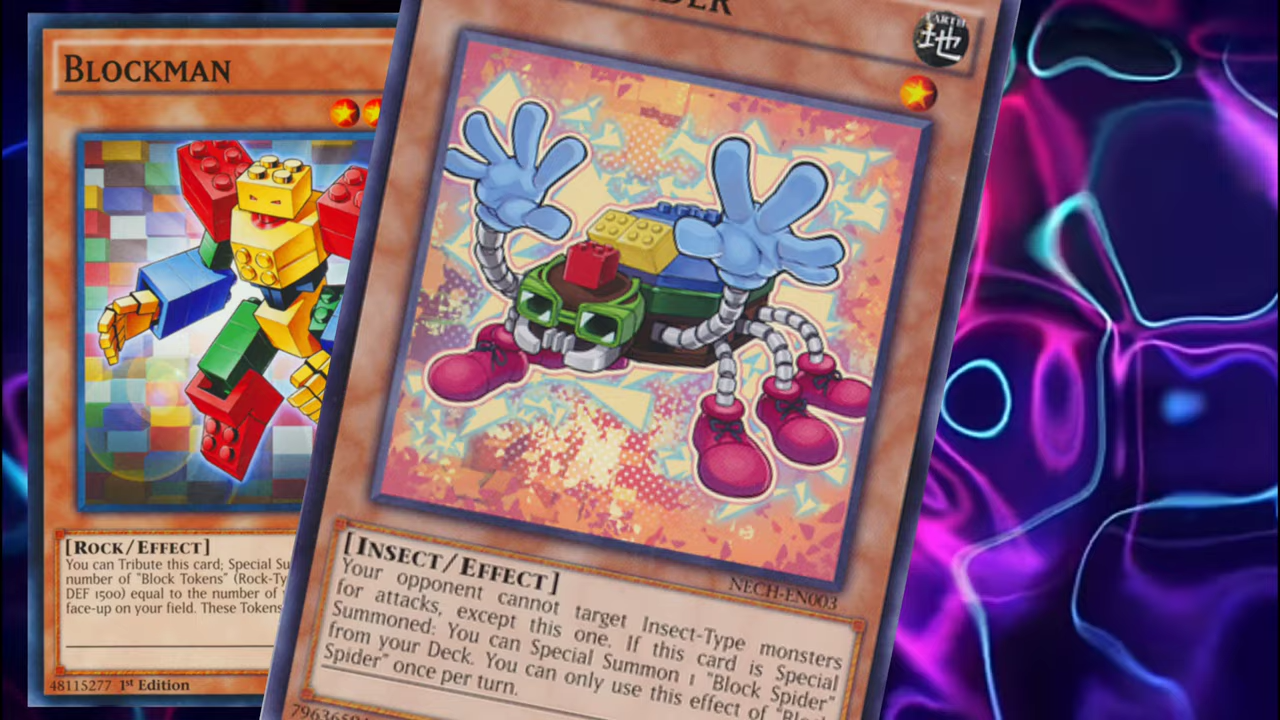 BLOCKMAN
[ROCK/EFFECT]
You can Tribute this card; Special Su
number of "Block Tokens" (Rock-Ty
DEF 1500) equal to the number of
face-up on your field. These Tokens
48115277 1st Edition
DER
EARTH
地
NECH-EN003
[INSECT/EFFECT]
Your opponent cannot target Insect-Type monsters
for attacks, except this one. If this card is Special
Summoned: You can Special Summon 1 "Block Spider"
from your Deck. You can only use this effect of "Block
Spider" once per turn.